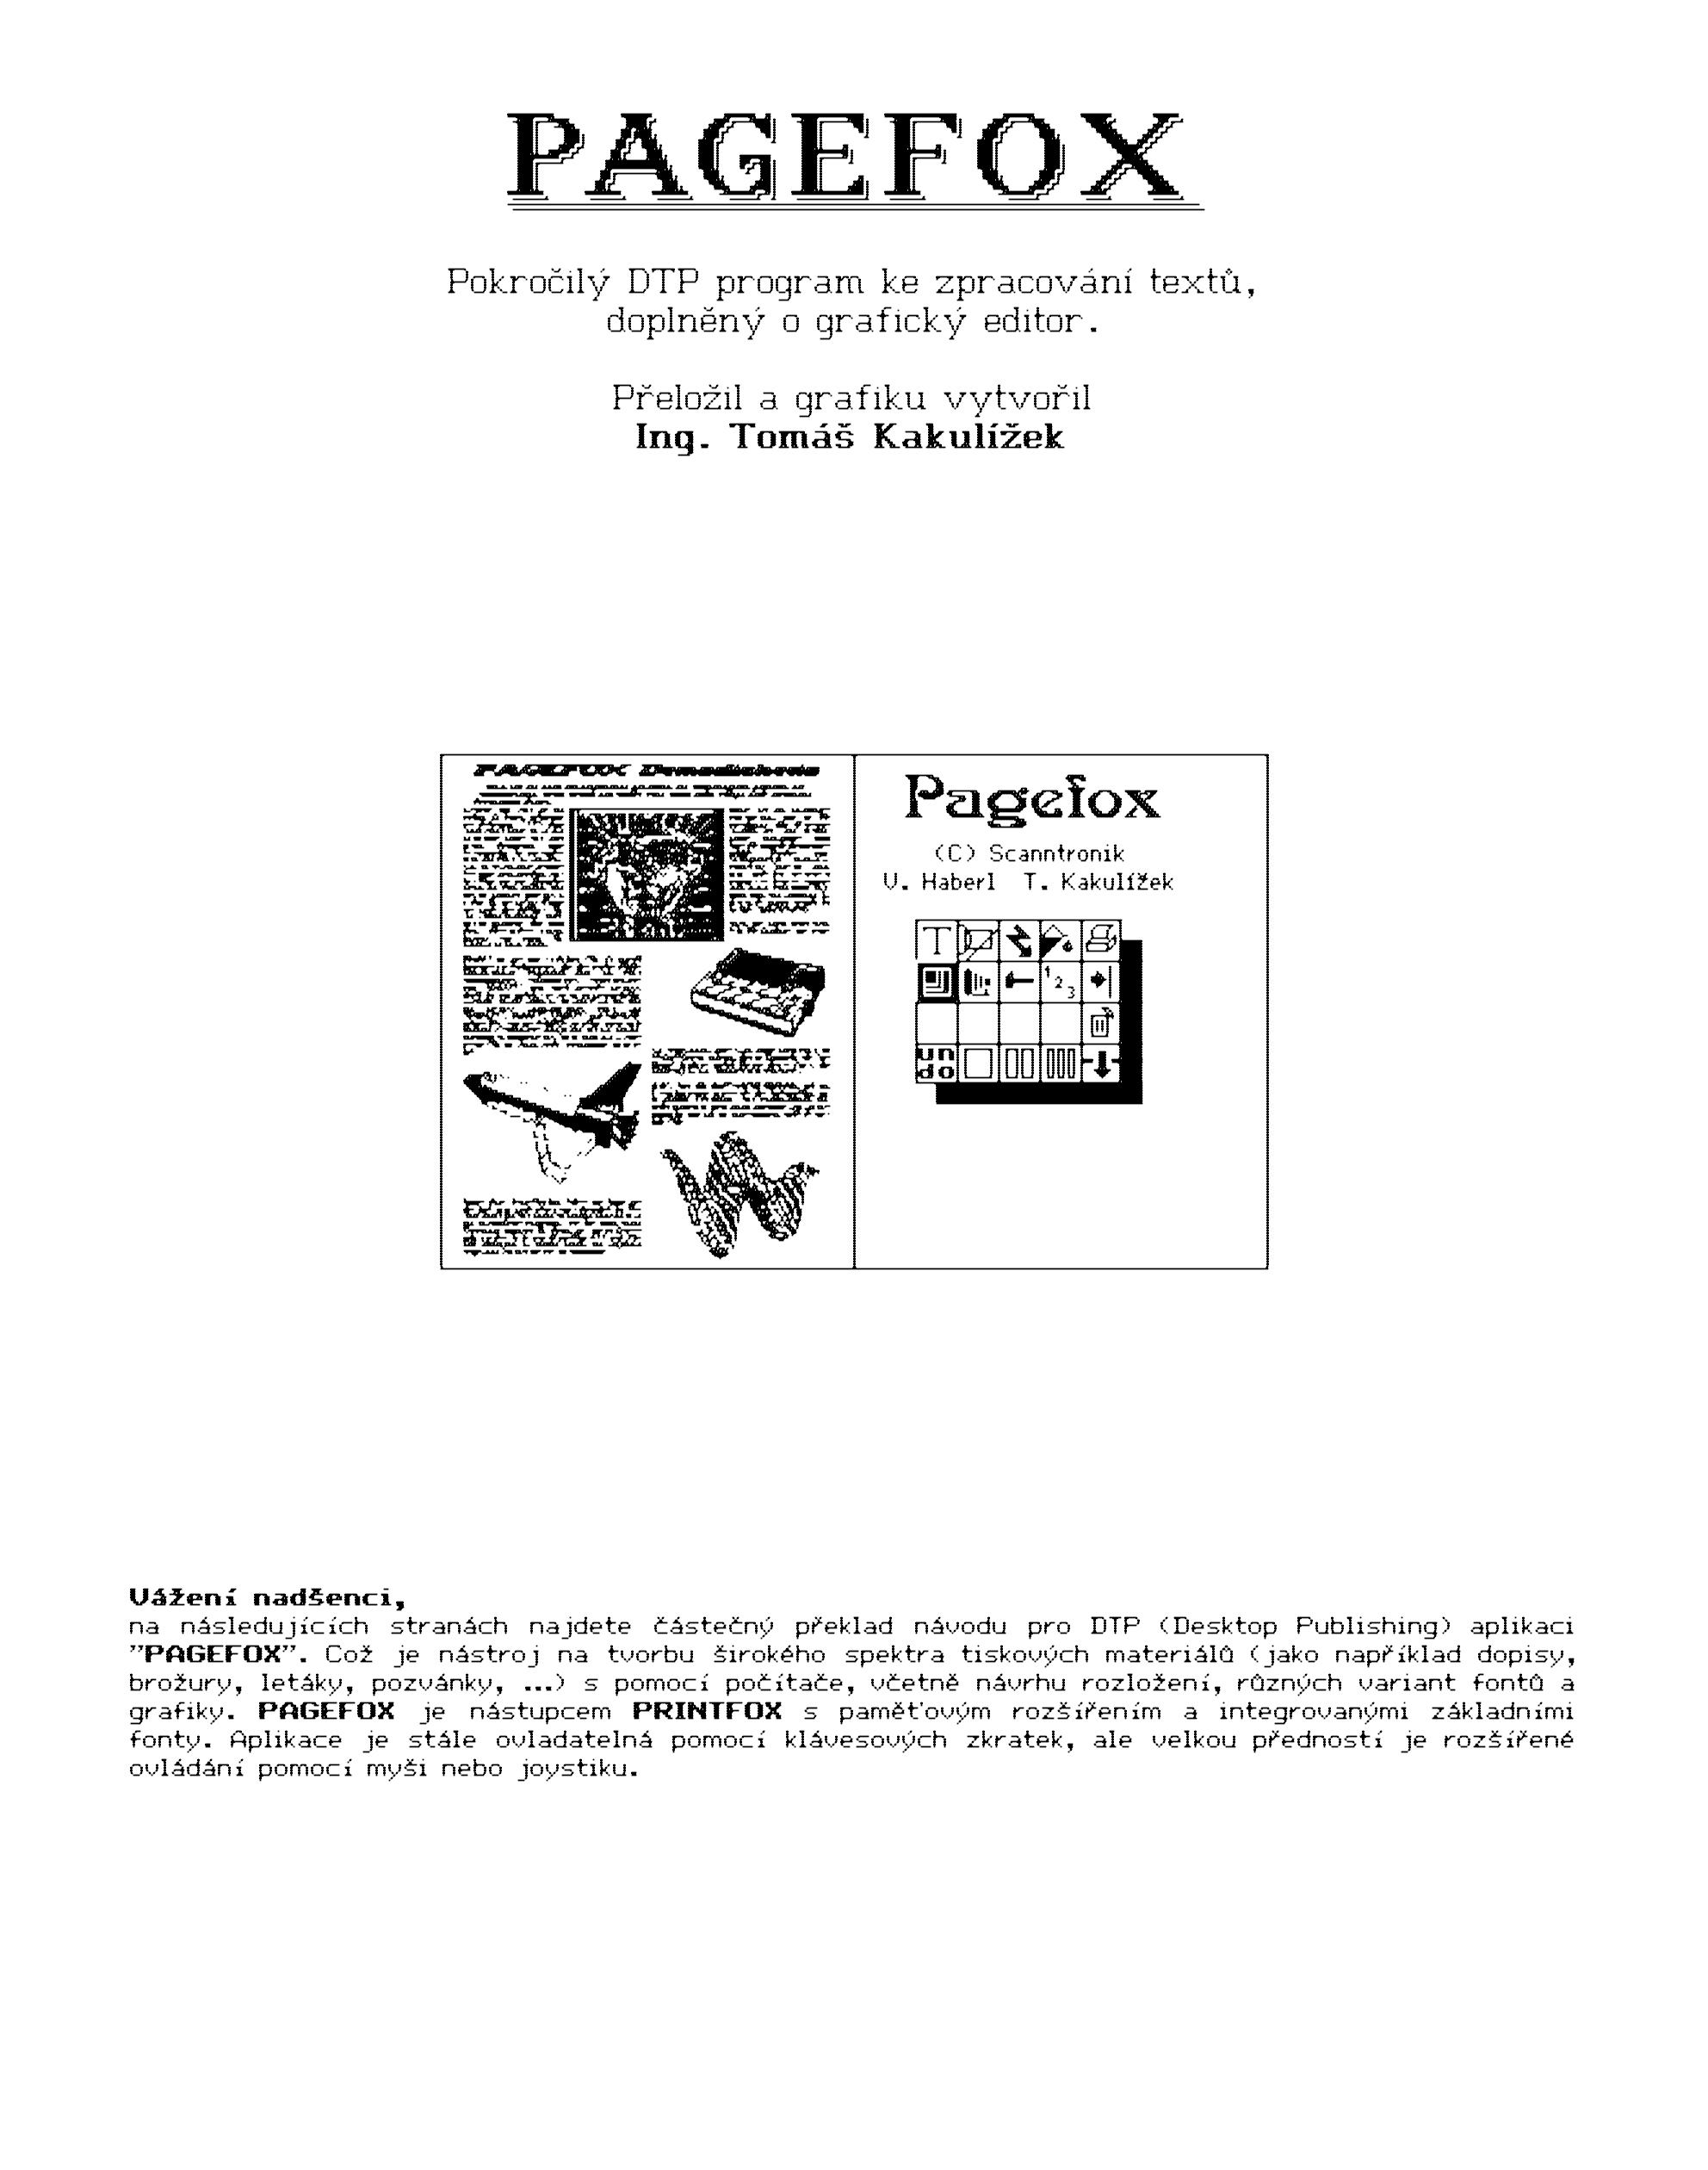 PAGEFOX
Pokročilý DTP program ke zpracování textů,
doplněný o grafický editor.
Přeložil a grafiku vytvořil
Ing. Tomáš Kakulížek
PAGEFOX
Pagefox
(C) Scanntronik
V. Haberl T. Kakulížek
T
1
2
3
un
do
Vážení nadšenci,
na následujících stranách najdete částečný překlad návodu pro DTP (Desktop Publishing) aplikaci
"PAGEFOX". Což je nástroj na tvorbu širokého spektra tiskových materiálů (jako například dopisy,
brožury, letáky, pozvánky, ...) s pomocí počítače, včetně návrhu rozložení, různých variant fontů a
grafiky. PAGEFOX je nástupcem PRINTFOX s paměťovým rozšířením a integrovanými základními
fonty. Aplikace je stále ovladatelná pomocí klávesových zkratek, ale velkou předností je rozšířené
ovládání pomocí myši nebo joystiku.